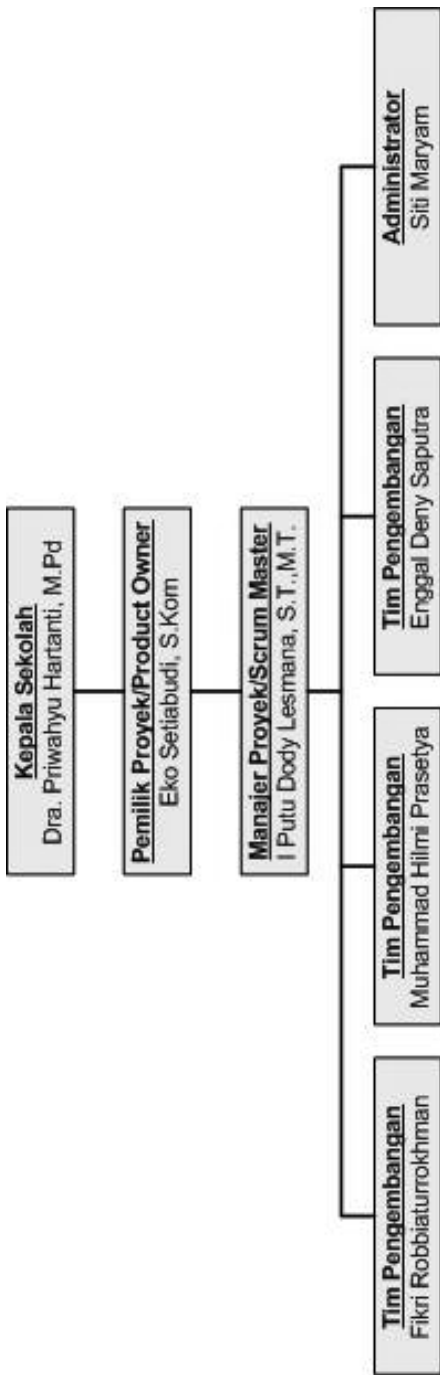 Kepala Sekolah
Dra. Priwahyu Hartanti, M.Pd
Pemilik Proyek/Product Owner
Eko Setiabudi, S.Kom
Manajer Proyek/Scrum Master
I Putu Dody Lesmana, S.T.,M.T.
Tim Pengembangan
Fikri Robbiaturrokhman
Tim Pengembangan
Muhammad Hilmi Prasetya
Tim Pengembangan
Enggal Deny Saputra
Administrator
Siti Maryam